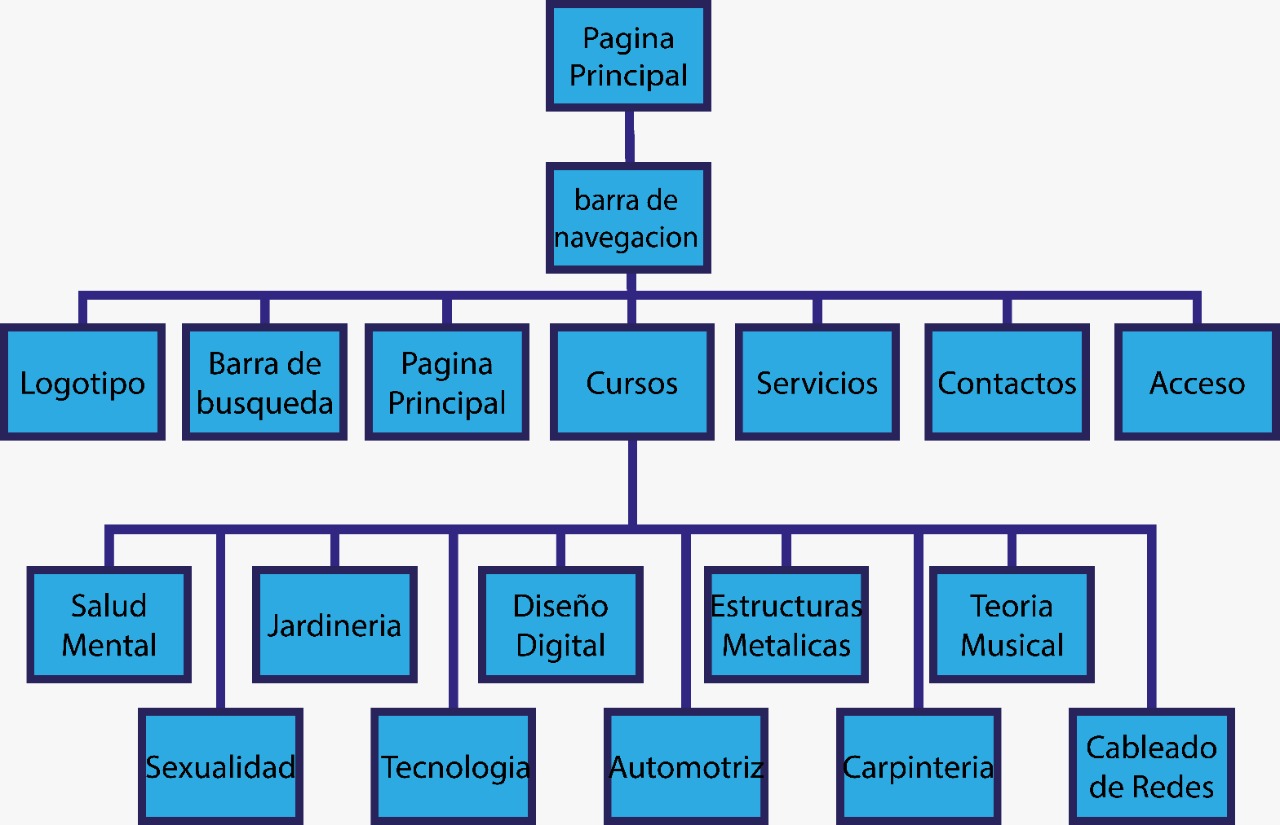 Pagina
Principal
barra de
navegacion
Logotipo
Barra de
busqueda
Pagina
Principal
Cursos
Servicios
Contactos
Acceso
Salud
Mental
Jardineria
Diseño
Digital
Estructuras
Metalicas
Teoria
Musical
Sexualidad
Tecnologia
Automotriz
Carpinteria
Cableado
de Redes